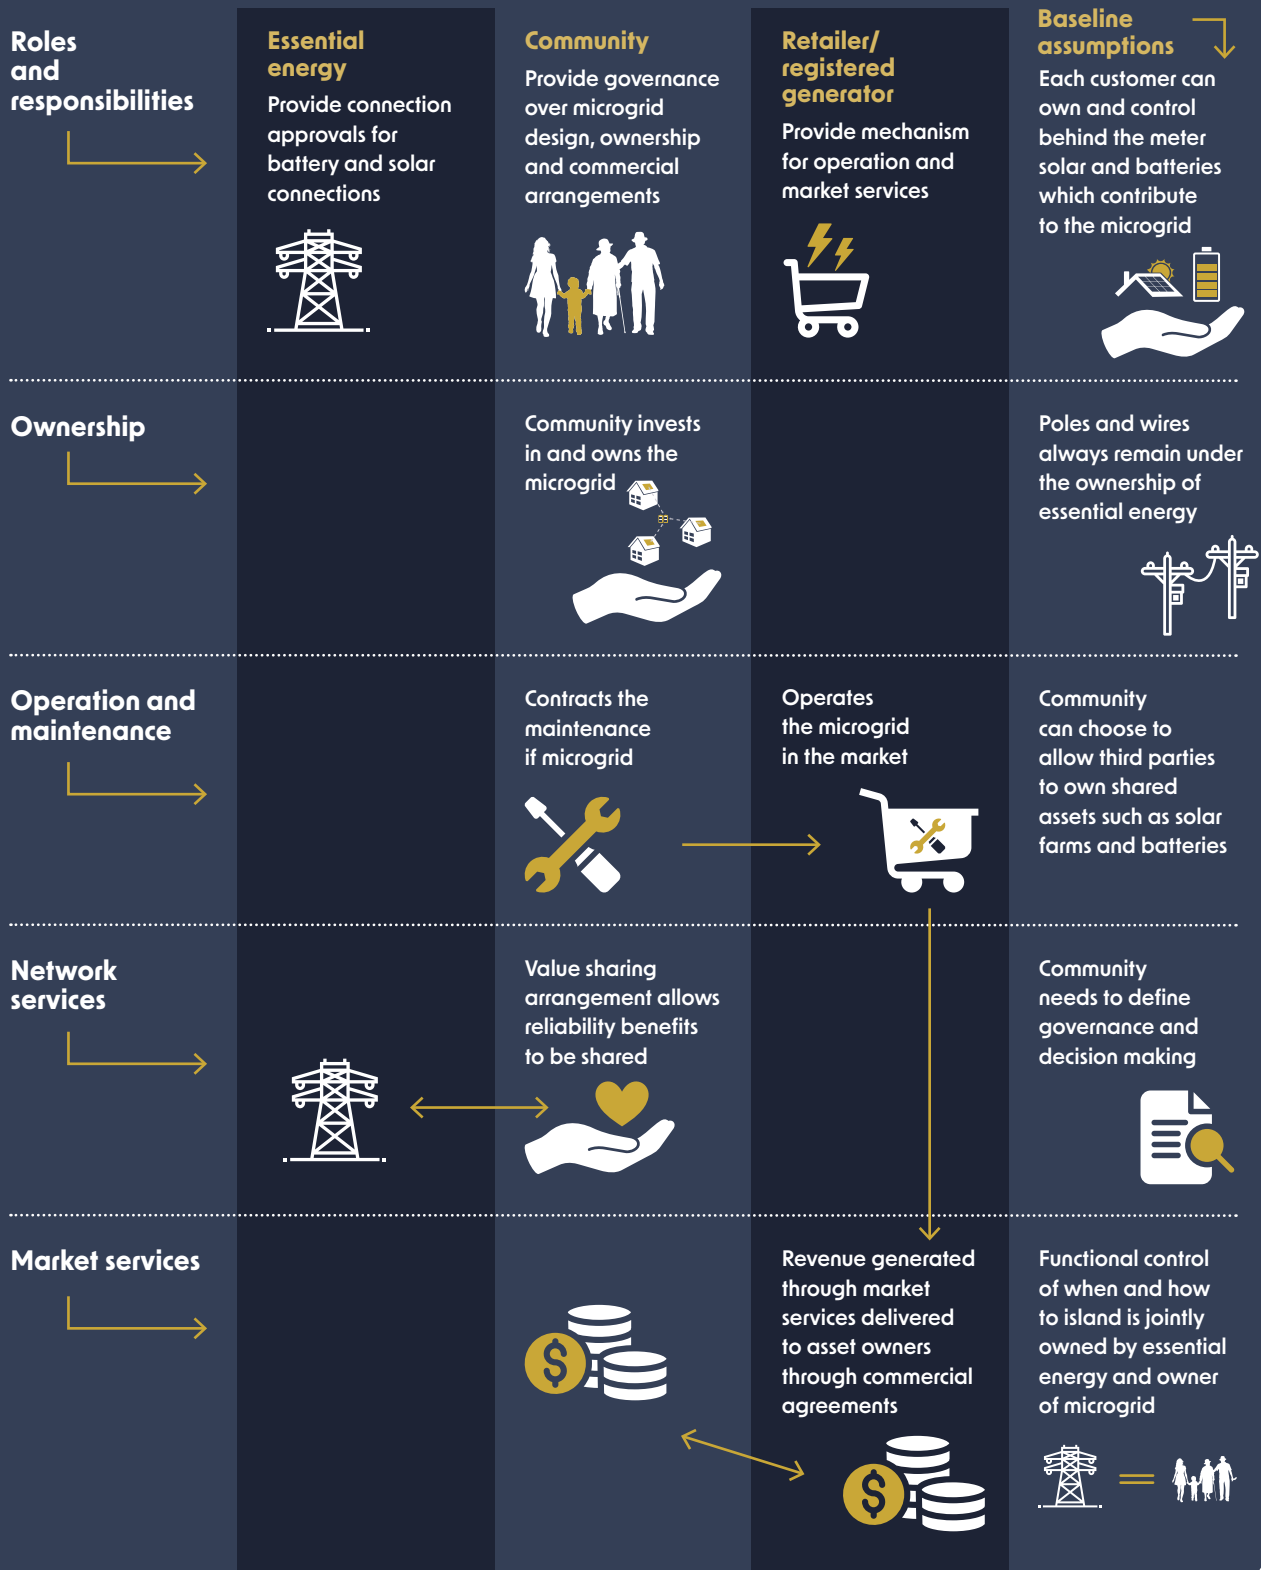 Roles
and
responsibilities
Essential
energy
Provide connection
approvals for
battery and solar
connections
Community
Provide governance
over microgrid
design, ownership
and commercial
arrangements
Retailer/
registered
generator
Provide mechanism
for operation and
market services
Baseline
assumptions
Each customer can
own and control
behind the meter
solar and batteries
which contribute
to the microgrid
Ownership
Community invests
in and owns the
microgrid
Poles and wires
always remain under
the ownership of
essential energy
Operation and
maintenance
Contracts the
maintenance
if microgrid
Operates
the microgrid
in the market
Community
can choose to
allow third parties
to own shared
assets such as solar
farms and batteries
Network
services
Value sharing
arrangement allows
reliability benefits
to be shared
Community
needs to define
governance and
decision making
Market services
$
Revenue generated
through market
services delivered
to asset owners
through commercial
agreements
$
Functional control
of when and how
to island is jointly
owned by essential
energy and owner
of microgrid